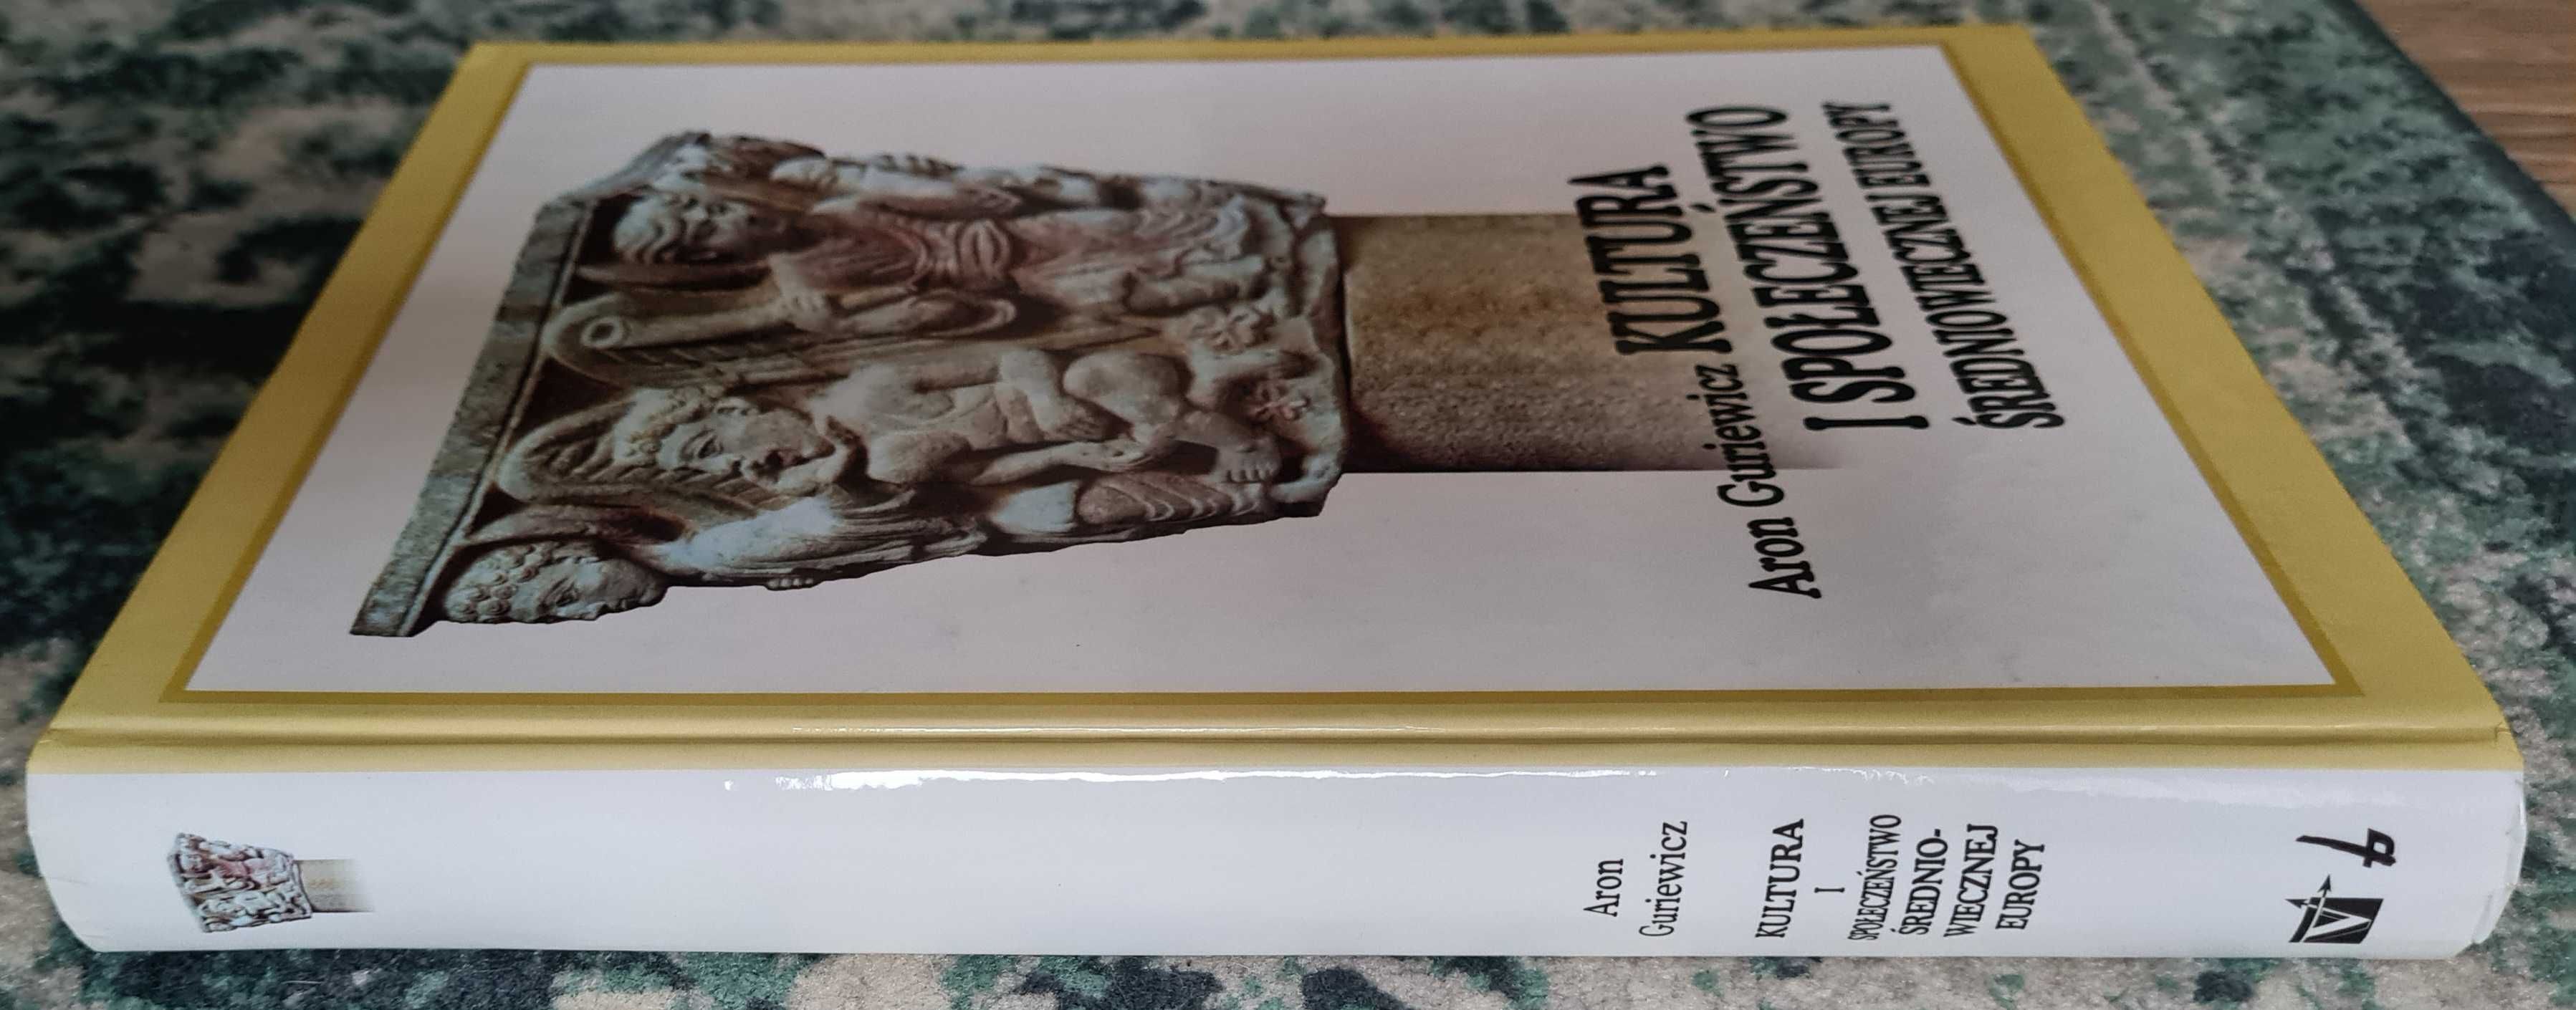 Aron Guriewicz KULTURA
I SPOŁECZEŃSTWO
ŚREDNIOWIECZNEJ EUROPY
Aron
Guriewicz
KULTURA
I
SPOŁECZEŃSTWO
ŚREDNIO-
WIECZNEJ
EUROPY